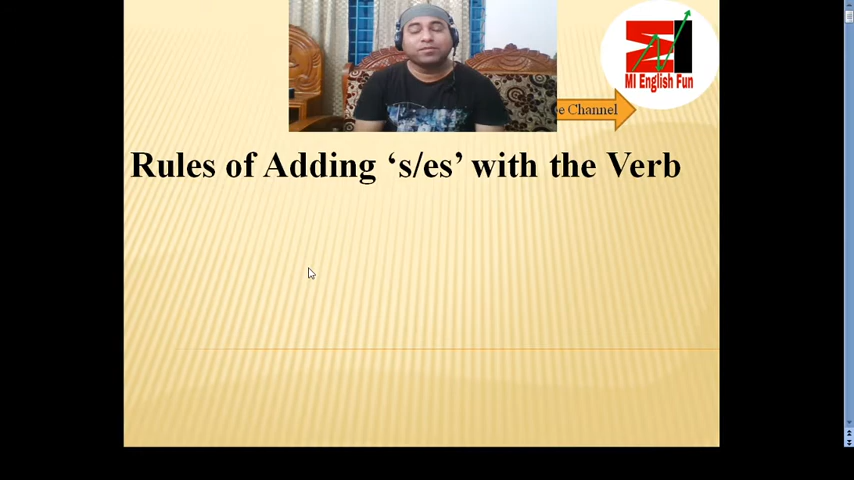 MI English Fun
e Channel
Rules of Adding ‘s/es’ with the Verb